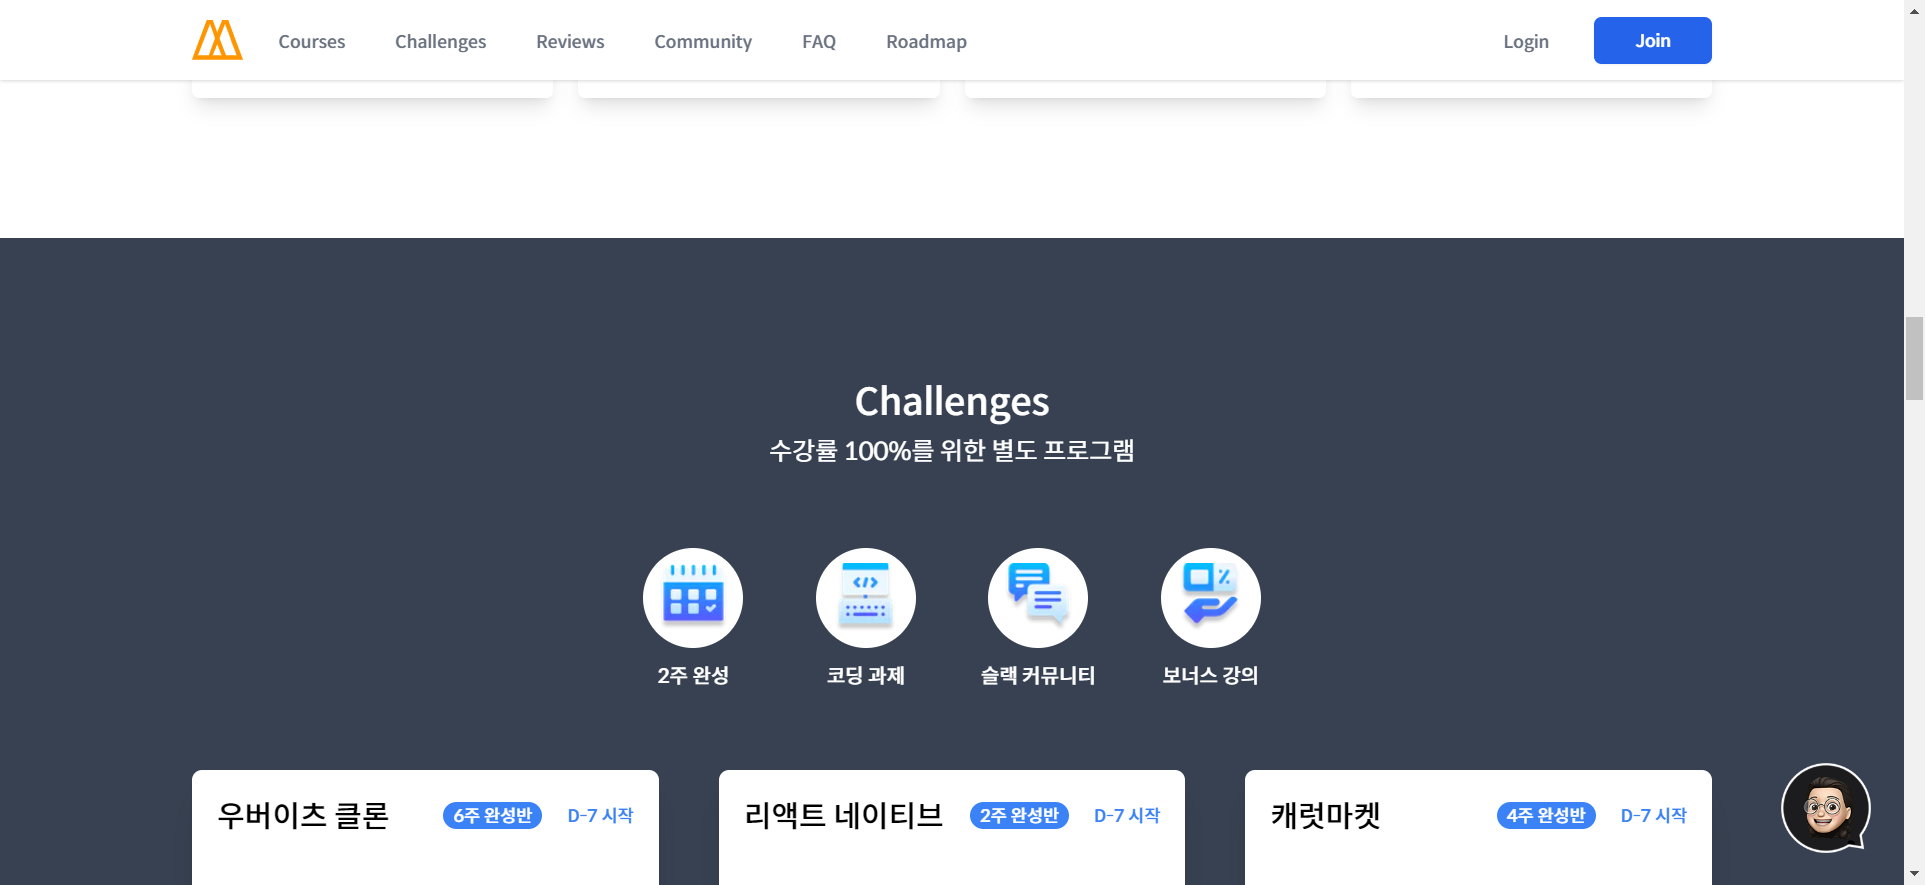 Courses Challenges Reviews Community FAQ Roadmap Login Join
Challenges
수강률 100%를 위한 별도 프로그램
2주 완성 코딩 과제 슬랙 커뮤니티 보너스 강의
우버이츠 클론 6주 완성반 D-7 시작
리액트 네이티브 2주 완성반 D-7 시작
캐럿마켓 4주 완성반 D-7 시작